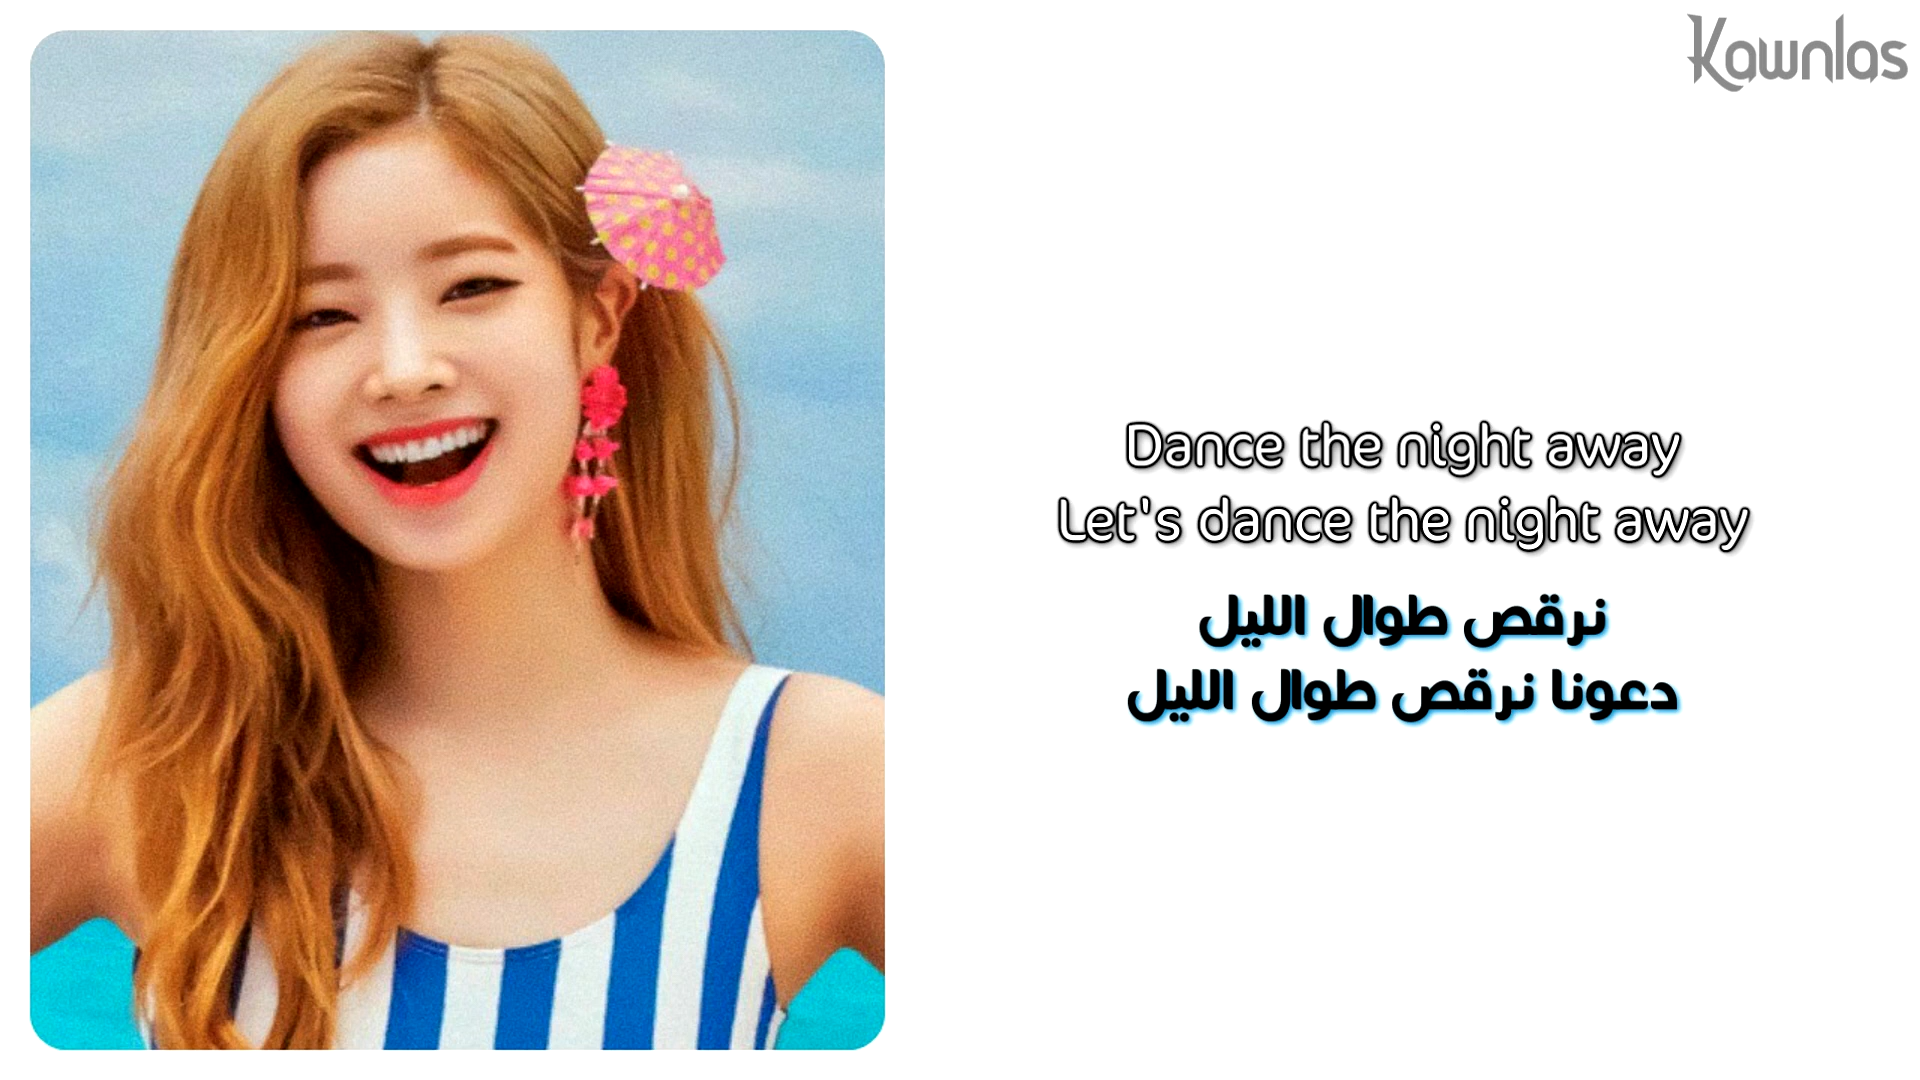 Kawnlas
Dance the night away
Let's dance the night away
نرقص طوال الليل
دعونا نرقص طوال الليل